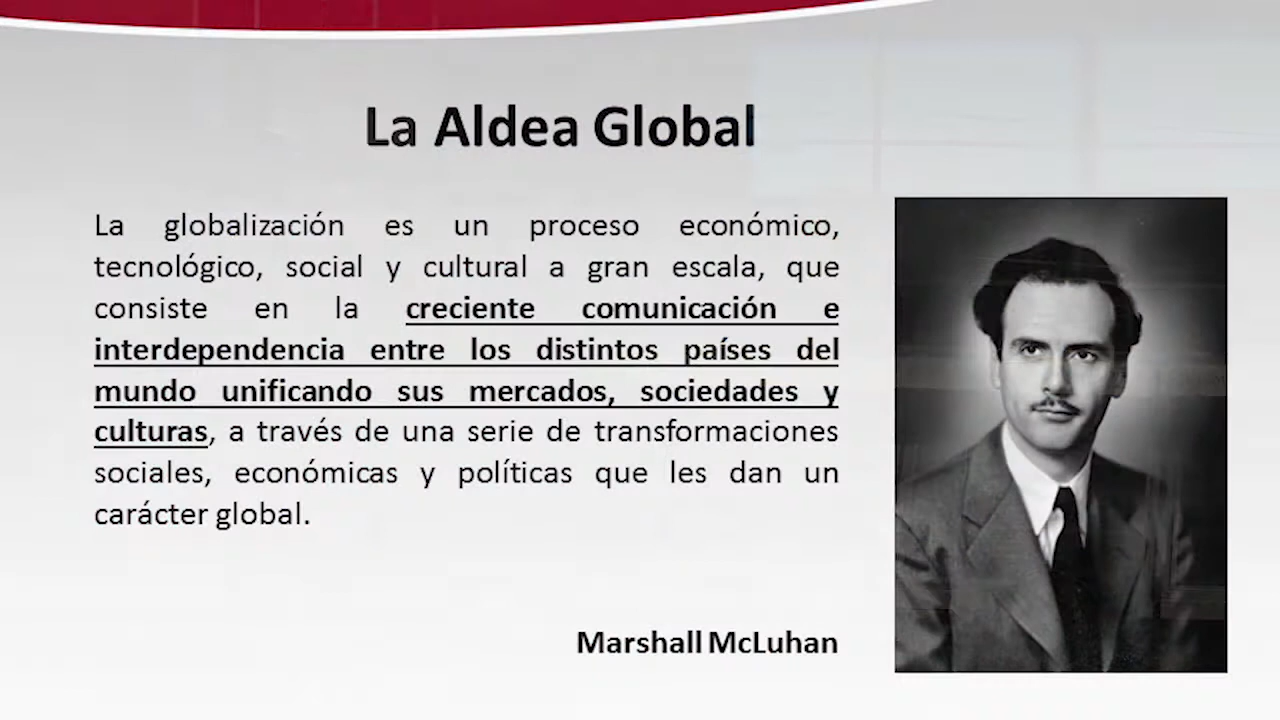 La Aldea Global
La globalización es un proceso económico,
tecnológico, social y cultural a gran escala, que
consiste en la creciente comunicación e
interdependencia entre los distintos países del
mundo unificando sus mercados, sociedades y
culturas, a través de una serie de transformaciones
sociales, económicas y políticas que les dan un
carácter global.
Marshall McLuhan